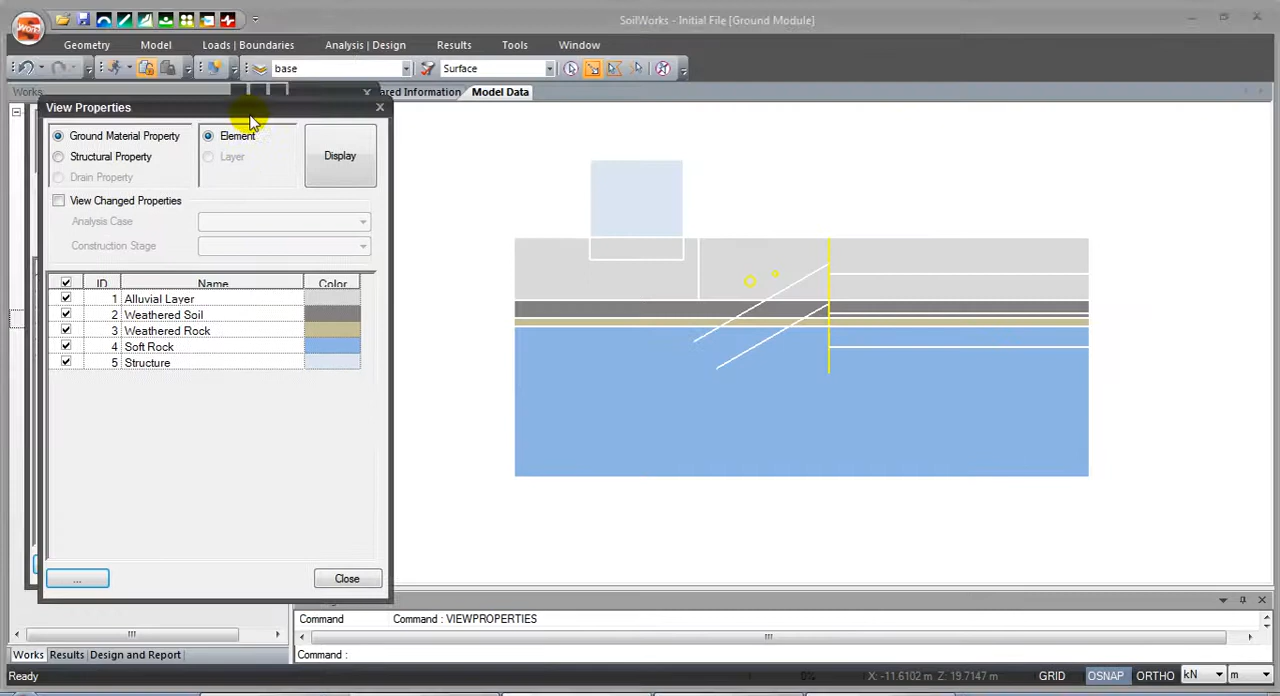 SoilWorks - Initial File [Ground Module]
Geometry Model Loads | Boundaries Analysis | Design Results Tools Window
base Surface
Works ared Information Model Data
View Properties
Ground Material Property Element Display
Structural Property Layer
Drain Property
View Changed Properties
Analysis Case
Construction Stage
ID Name Color
1 Alluvial Layer
2 Weathered Soil
3 Weathered Rock
4 Soft Rock
5 Structure
... Close
Command Command : VIEWPROPERTIES
Works Results Design and Report Command :
Ready 0% X: -11.6102 m Z: 19.7147 m GRID OSNAP ORTHO kN m